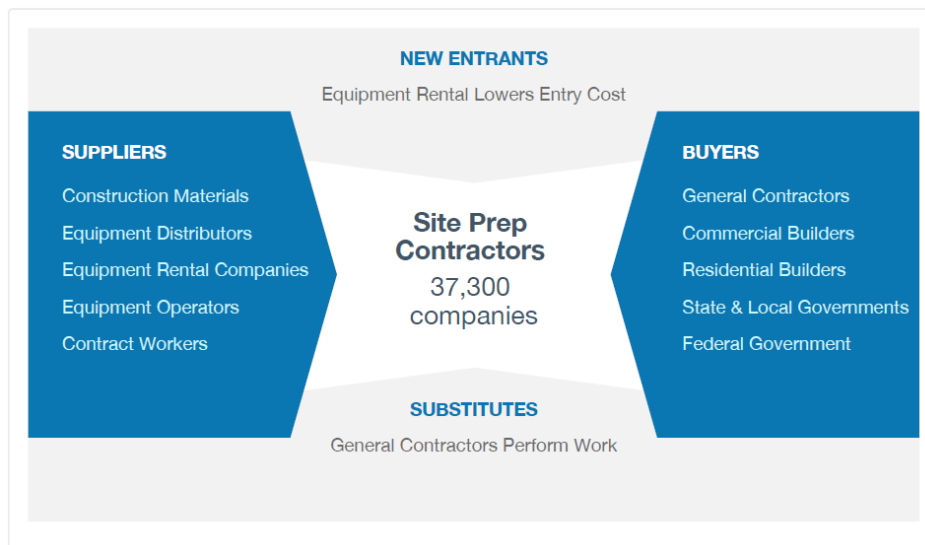 NEW ENTRANTS
Equipment Rental Lowers Entry Cost
SUPPLIERS
Construction Materials
Equipment Distributors
Equipment Rental Companies
Equipment Operators
Contract Workers
Site Prep
Contractors
37,300
companies
BUYERS
General Contractors
Commercial Builders
Residential Builders
State & Local Governments
Federal Government
SUBSTITUTES
General Contractors Perform Work